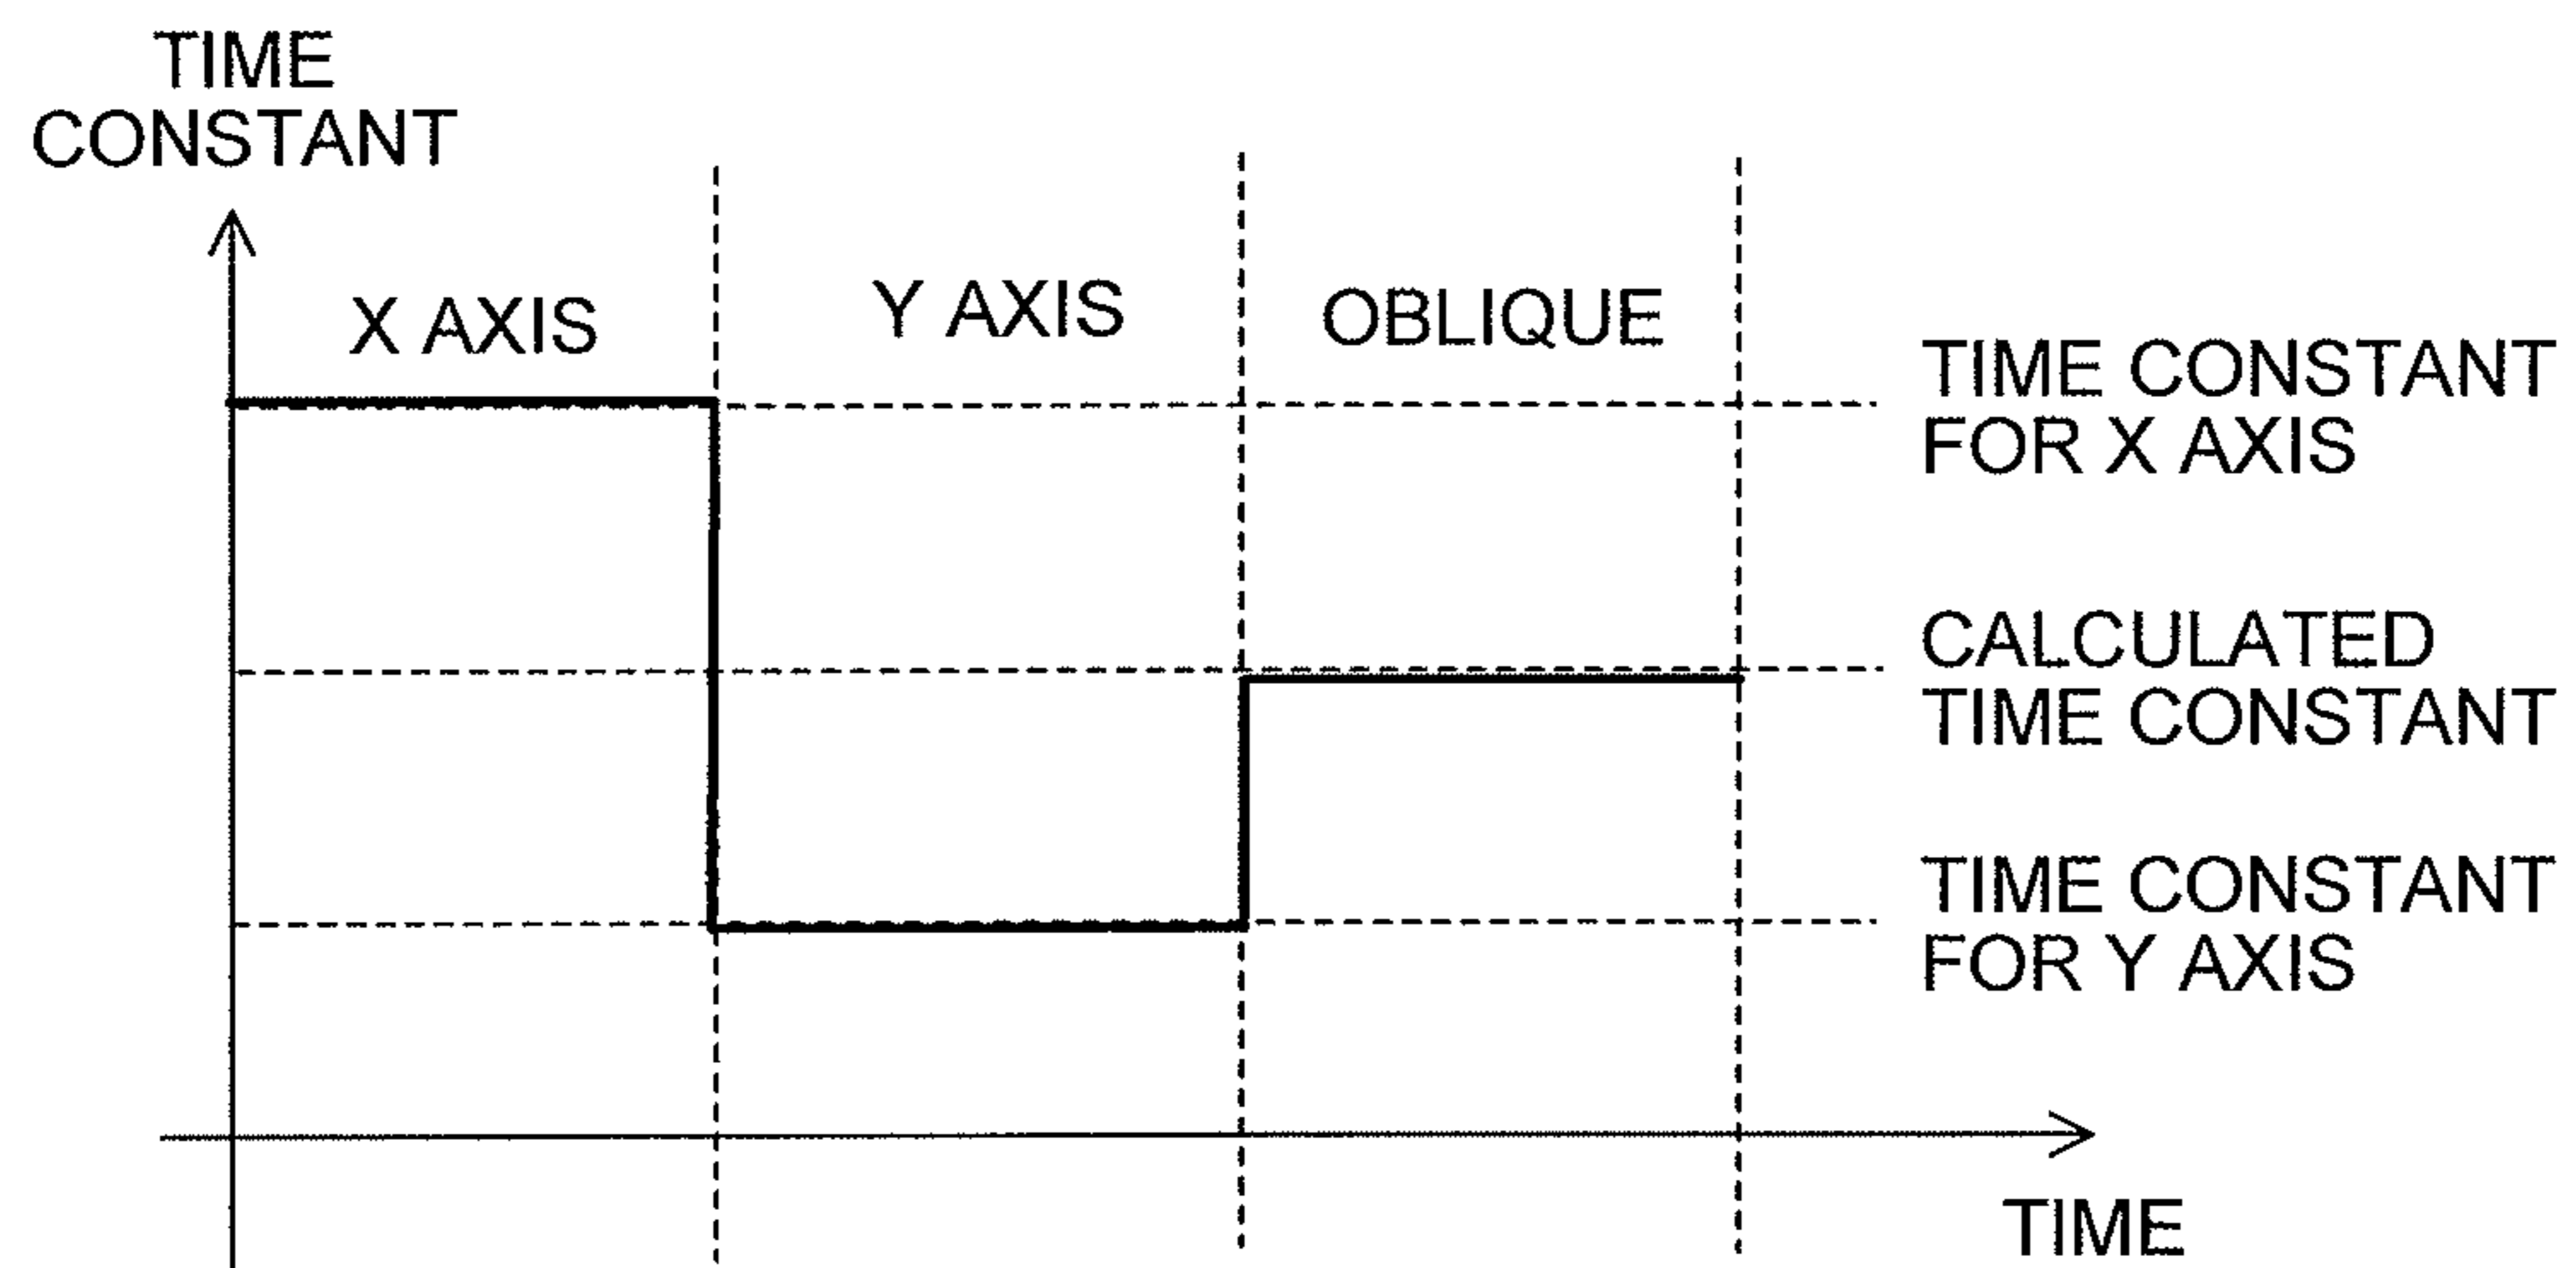 TIME
CONSTANT
X AXIS
Y AXIS
OBLIQUE
TIME CONSTANT
FOR X AXIS
CALCULATED
TIME CONSTANT
TIME CONSTANT
FOR Y AXIS
TIME